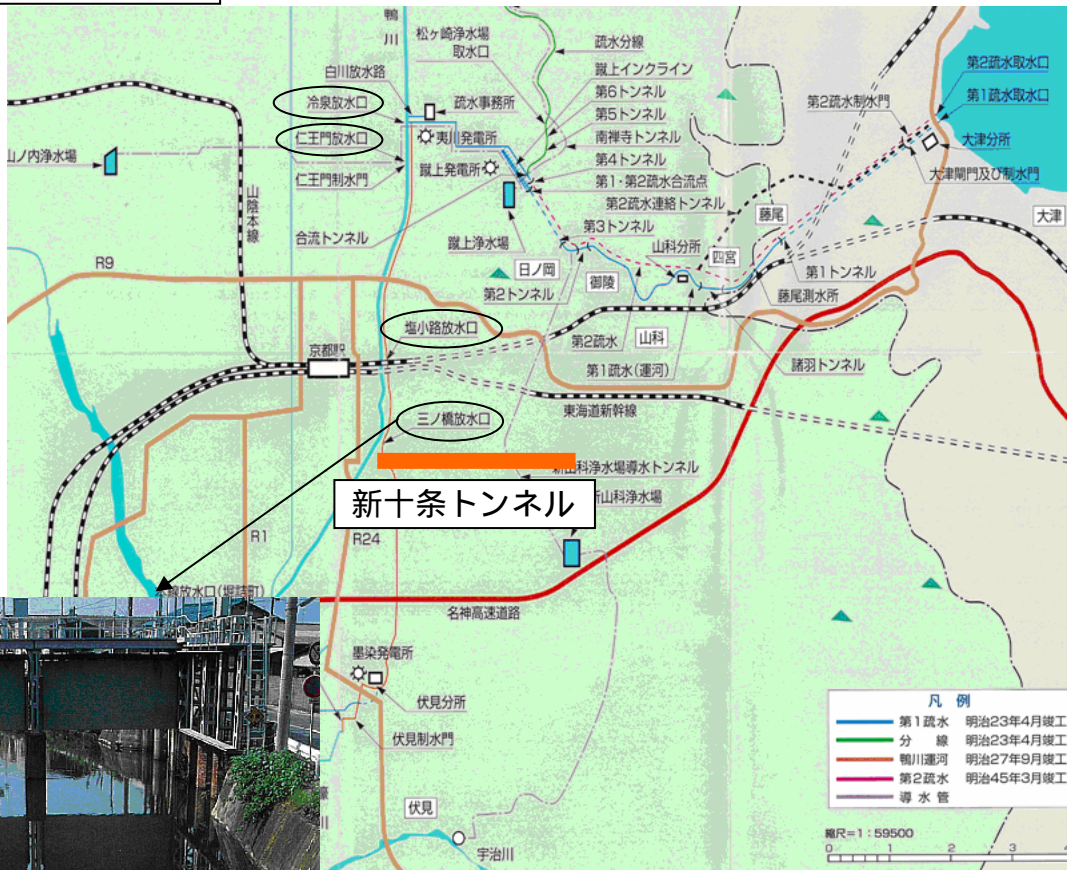 鴨川
松ヶ崎浄水場
取水口
疏水分線
蹴上インクライン
第6トンネル
第5トンネル
南禅寺トンネル
第4トンネル
第1・第2疏水合流点
第2疏水連絡トンネル
白川放水路
冷泉放水口
疏水事務所
仁王門放水口
夷川発電所
仁王門制水門
蹴上発電所
合流トンネル
蹴上浄水場
山ノ内浄水場
山陰本線
第2疏水取水口
第1疏水取水口
第2疏水制水門
大津分所
大津閘門及び制水門
大津
藤尾
第3トンネル
山科分所
四宮
日ノ岡
御陵
第2トンネル
第1トンネル
藤尾測水所
R9
塩小路放水口
第2疏水
山科
第1疏水(運河)
諸羽トンネル
京都駅
東海道新幹線
三ノ橋放水口
新山科浄水場導水トンネル
新十条トンネル
新山科浄水場
R1
R24
放水口(堀詰町)
名神高速道路
墨染発電所
伏見分所
伏見制水門
伏見
川
宇治川
凡 例
第1疏水 明治23年4月竣工
分 線 明治23年4月竣工
鴨川運河 明治27年9月竣工
第2疏水 明治45年3月竣工
導水管
縮尺=1:59500
0 1 2 3 4